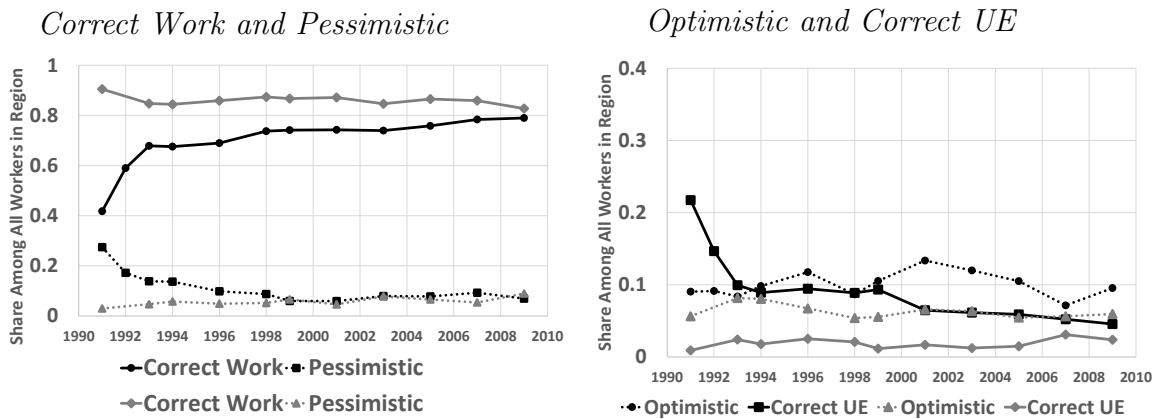 Correct Work and Pessimistic
Share Among All Workers in Region
1
0.8
0.6
0.4
0.2
0
1990 1992 1994 1996 1998 2000 2002 2004 2006 2008 2010
Correct Work Pessimistic
Correct Work Pessimistic
Optimistic and Correct UE
Share Among All Workers in Region
0.4
0.3
0.2
0.1
0
1990 1992 1994 1996 1998 2000 2002 2004 2006 2008 2010
Optimistic Correct UE Optimistic Correct UE